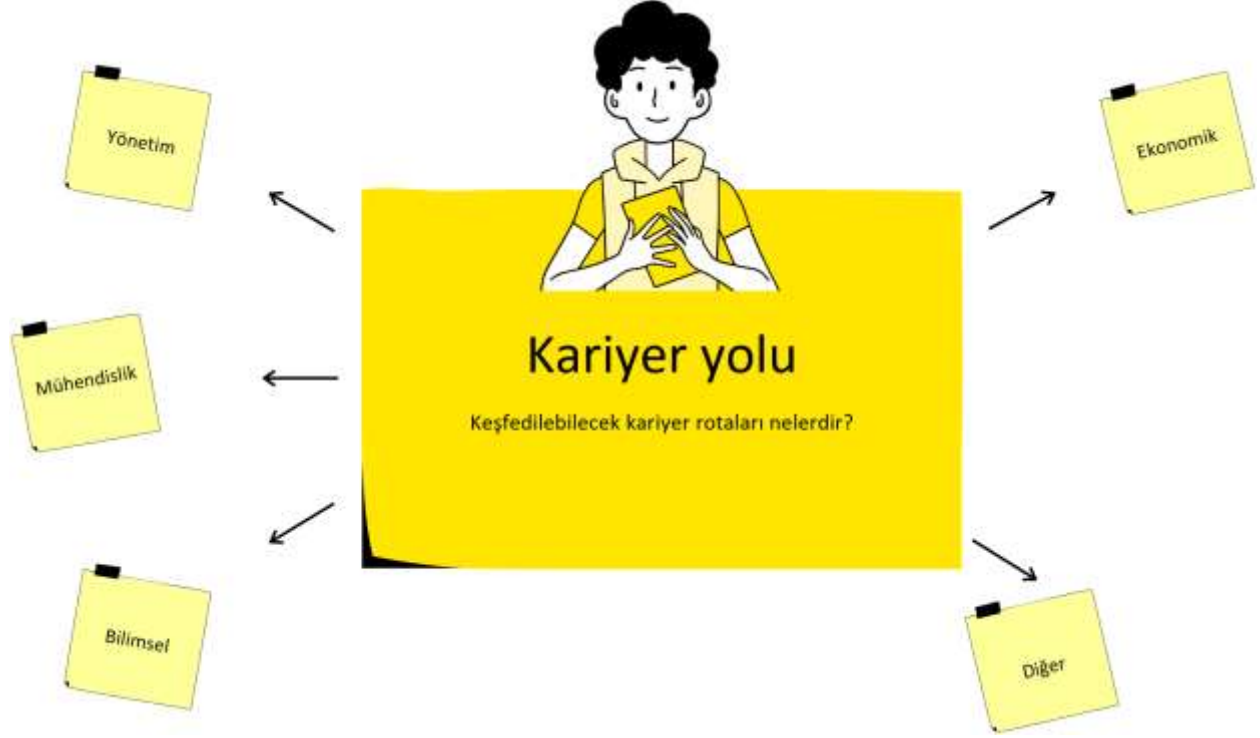 Yönetim
Ekonomik
Kariyer yolu
Keşfedilebilecek kariyer rotaları nelerdir?
Mühendislik
Bilimsel
Diğer